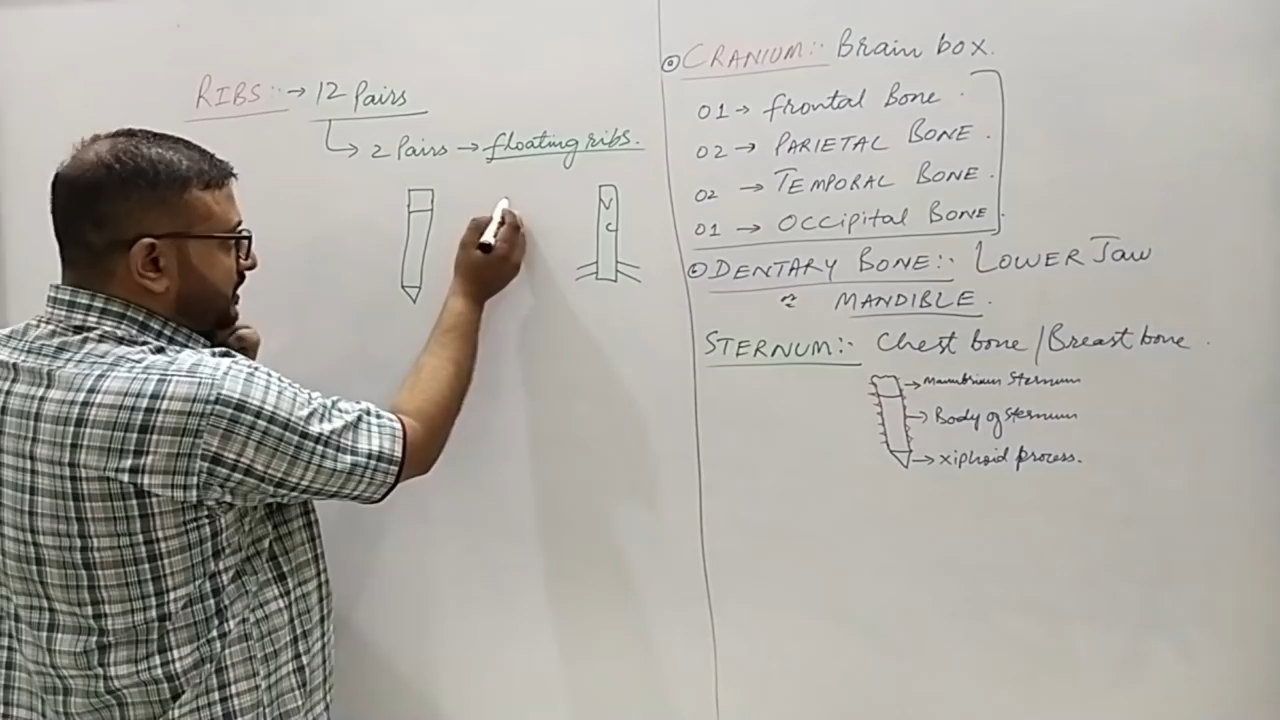 RIBS :- → 12 Pairs
→ 2 Pairs → floating ribs.
V
C
CRANIUM :- Brain box.
01 → frontal Bone .
02 → PARIETAL BONE .
02 → TEMPORAL BONE .
01 → Occipital BONE
DENTARY BONE :- LOWER Jaw
or MANDIBLE .
STERNUM :- Chest bone / Breast bone .
→ Manubrium Sternum
→ Body of sternum
→ xiphoid process.